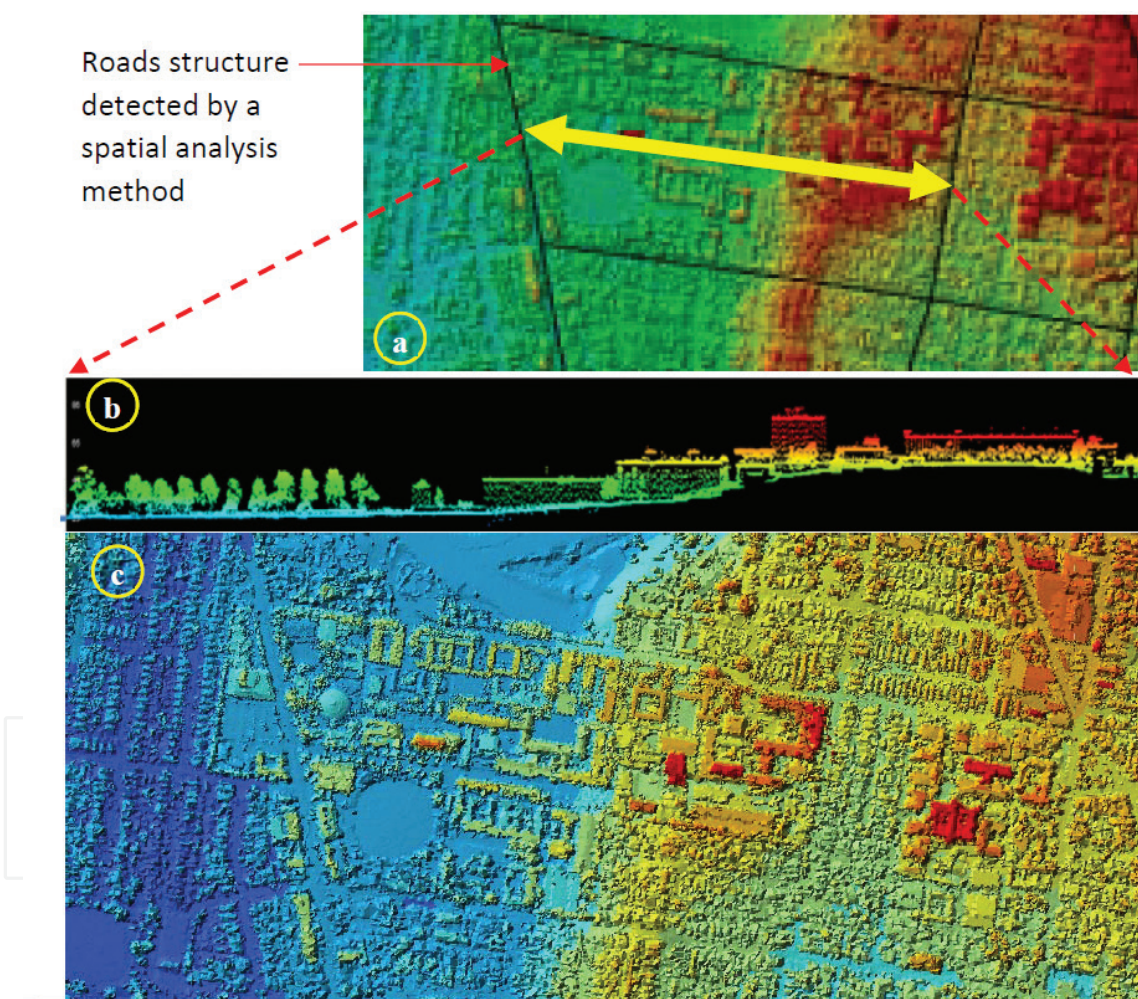 Roads structure
detected by a
spatial analysis
method
a
b
c